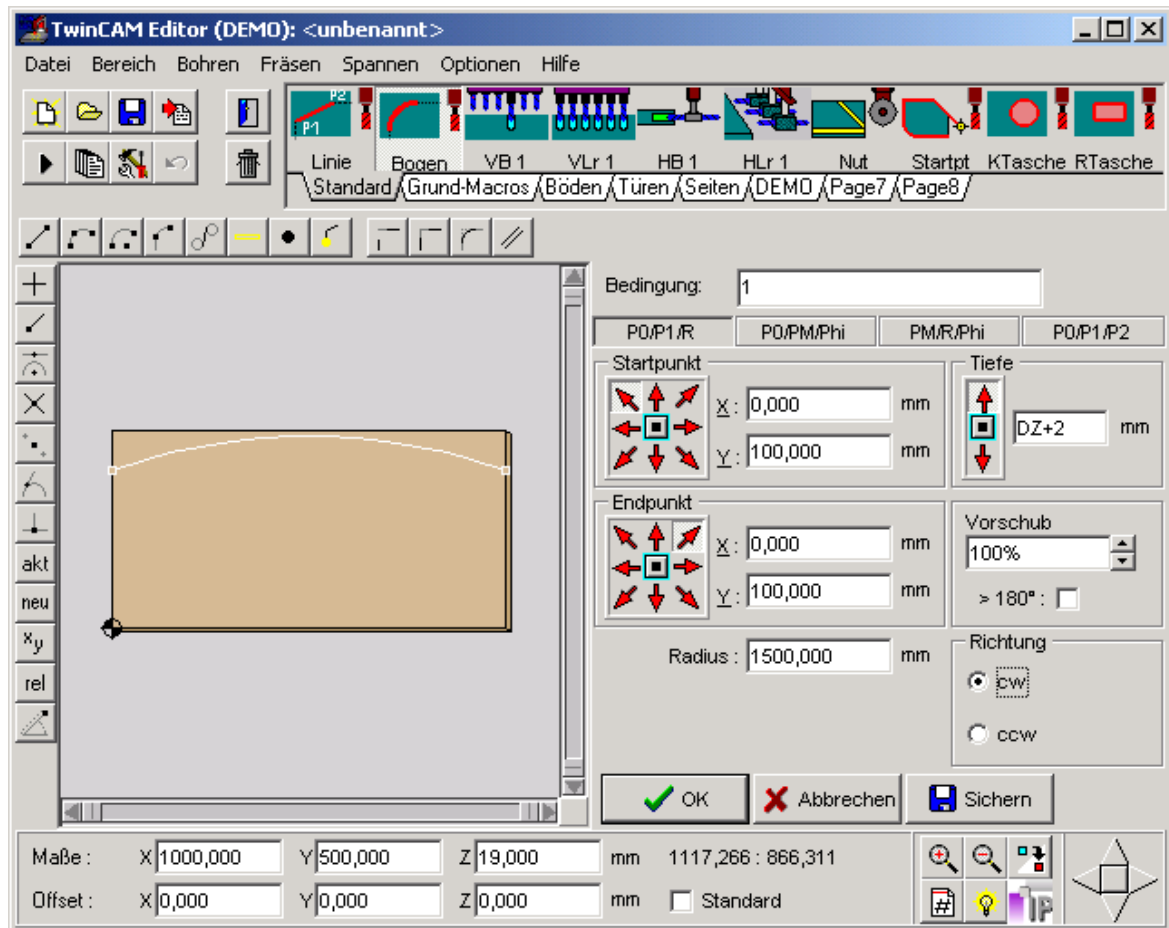 TwinCAM Editor (DEMO): <unbenannt>
Datei Bereich Bohren Fräsen Spannen Optionen Hilfe
P1 P2
Linie Bogen VB 1 VLr 1 HB 1 HLr 1 Nut Startpt KTasche RTasche
Standard Grund-Macros Böden Türen Seiten DEMO Page7 Page8
Bedingung: 1
P0/P1/R P0/PM/Phi PM/R/Phi P0/P1/P2
Startpunkt
X : 0,000 mm
Y : 100,000 mm
Tiefe
DZ+2 mm
Endpunkt
X : 0,000 mm
Y : 100,000 mm
Vorschub
100%
> 180° :
Radius : 1500,000 mm
Richtung
cw
ccw
akt
neu
xy
rel
OK Abbrechen Sichern
Maße : X 1000,000 Y 500,000 Z 19,000 mm 1117,266 : 866,311
Offset : X 0,000 Y 0,000 Z 0,000 mm Standard
# IP